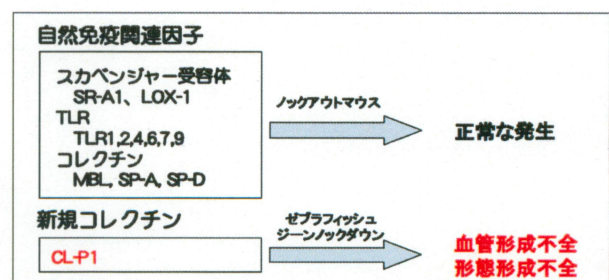 自然免疫関連因子
スカベンジャー受容体
SR-A1、LOX-1
TLR
TLR1,2,4,6,7,9
コレクチン
MBL, SP-A, SP-D
ノックアウトマウス
正常な発生
新規コレクチン
CL-P1
ゼブラフィッシュ
ジーンノックダウン
血管形成不全
形態形成不全